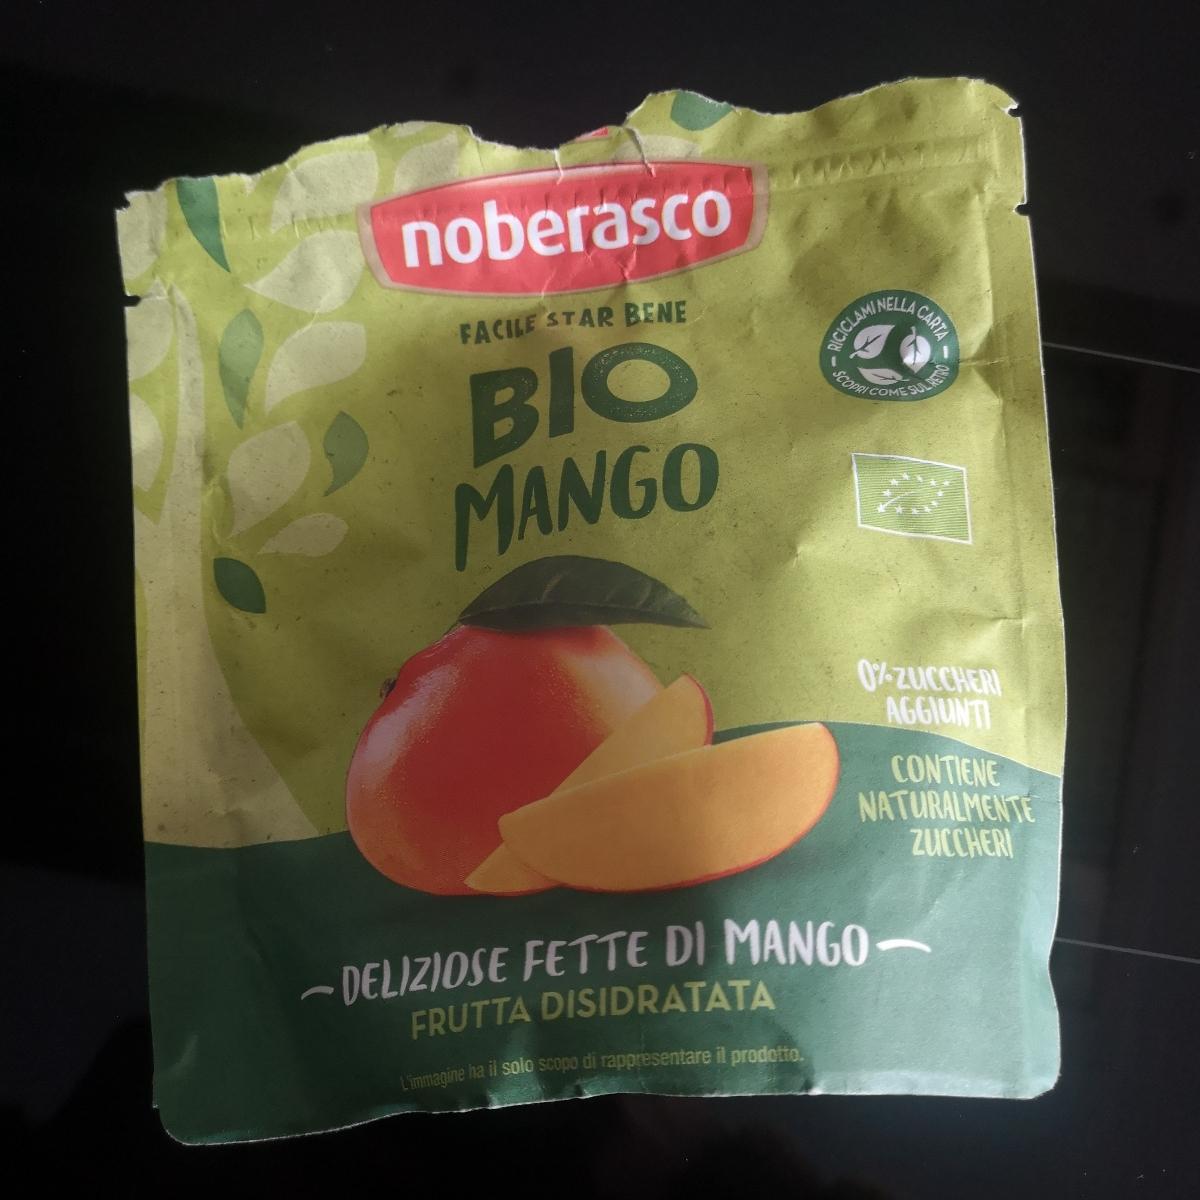 noberasco
FACILE STAR BENE
BIO
MANGO
RICICLAMI NELLA CARTA
SCOPRI COME SUL RETRO
0% ZUCCHERI
AGGIUNTI
CONTIENE
NATURALMENTE
ZUCCHERI
DELIZIOSE FETTE DI MANGO
FRUTTA DISIDRATATA
L'immagine ha il solo scopo di rappresentare il prodotto.